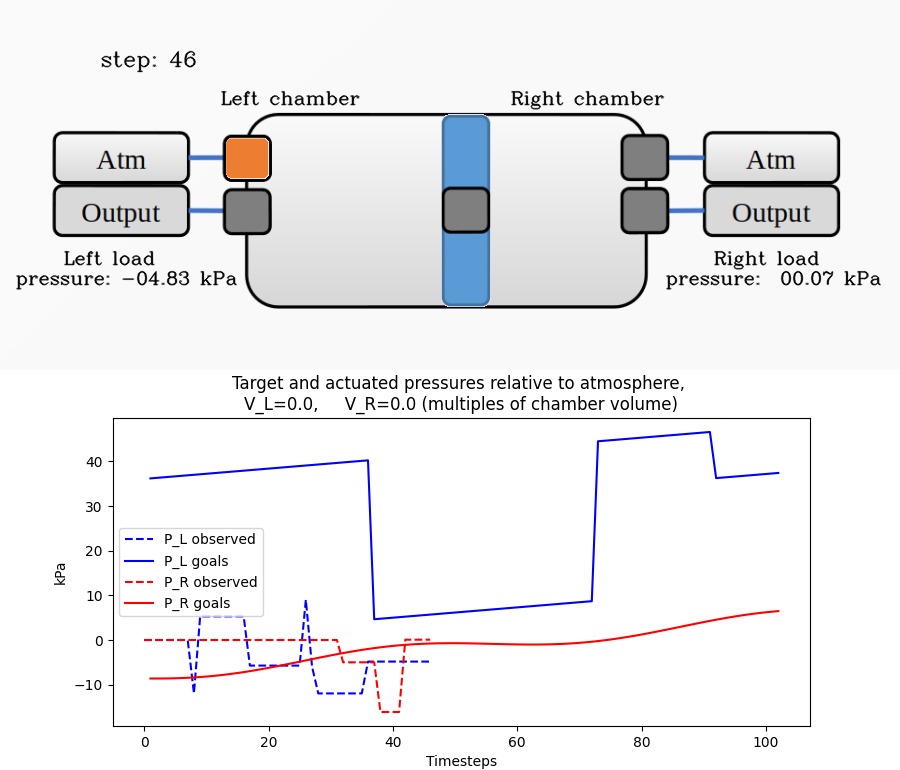 step: 46
Left chamber
Right chamber
Atm
Atm
Output
Output
Left load
pressure: -04.83 kPa
Right load
pressure: 00.07 kPa
Target and actuated pressures relative to atmosphere,
V_L=0.0, V_R=0.0 (multiples of chamber volume)
40
30
20
10
0
−10
kPa
P_L observed
P_L goals
P_R observed
P_R goals
0 20 40 60 80 100
Timesteps